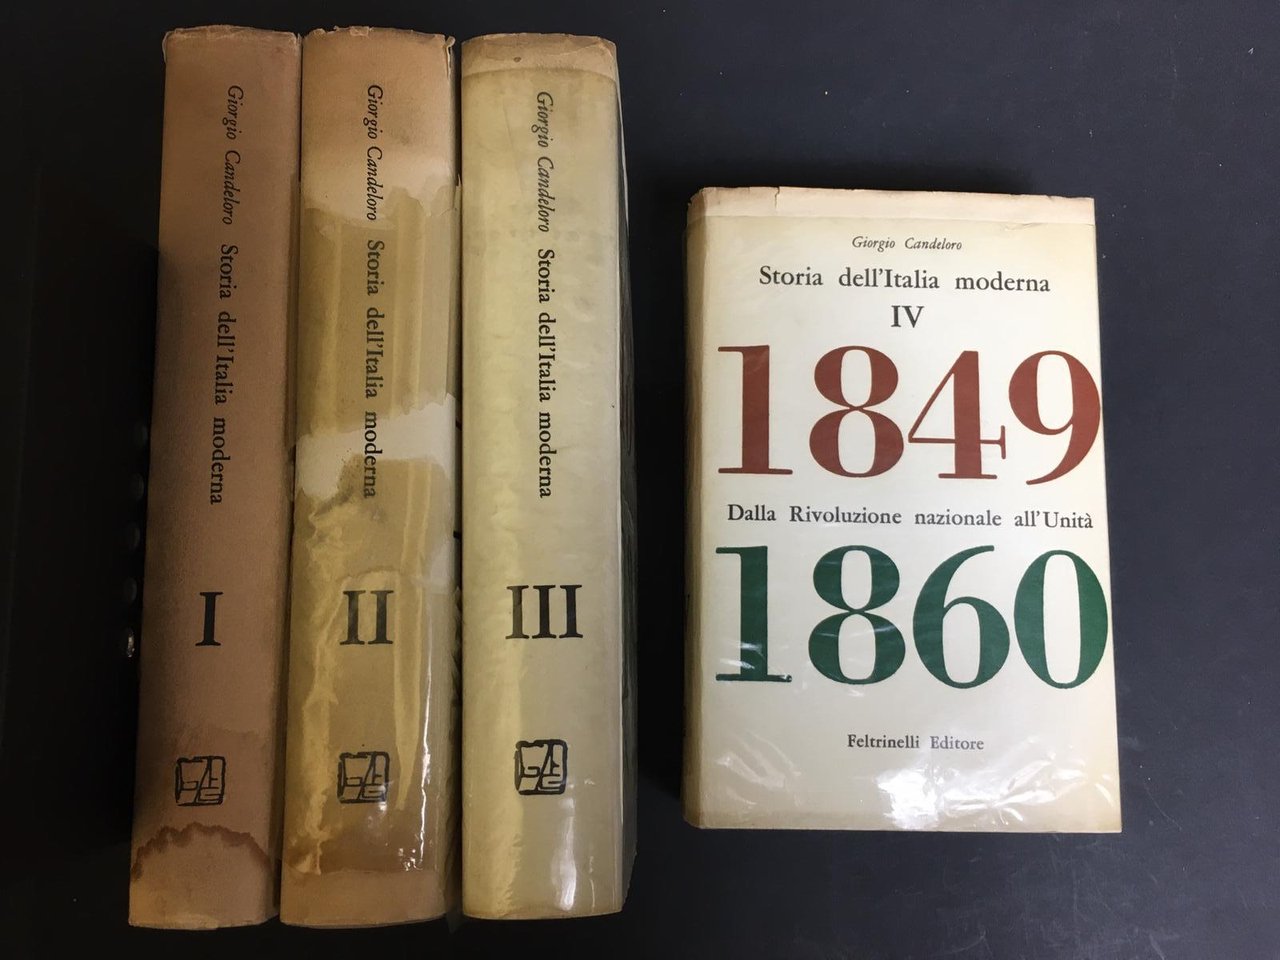 Giorgio Candeloro Storia dell'Italia moderna
I
Giorgio Candeloro Storia dell'Italia moderna
II
Giorgio Candeloro Storia dell'Italia moderna
III
Giorgio Candeloro
Storia dell'Italia moderna
IV
1849
Dalla Rivoluzione nazionale all'Unità
1860
Feltrinelli Editore